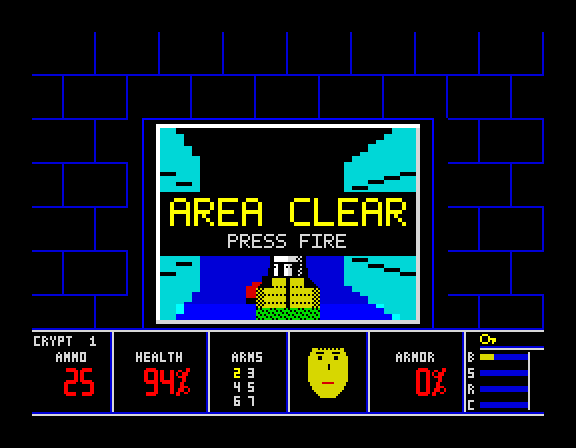 AREA CLEAR
PRESS FIRE
CRYPT 1
AMMO
25
HEALTH
94%
ARMS
2 3
4 5
6 7
ARMOR
0%
B
S
R
C